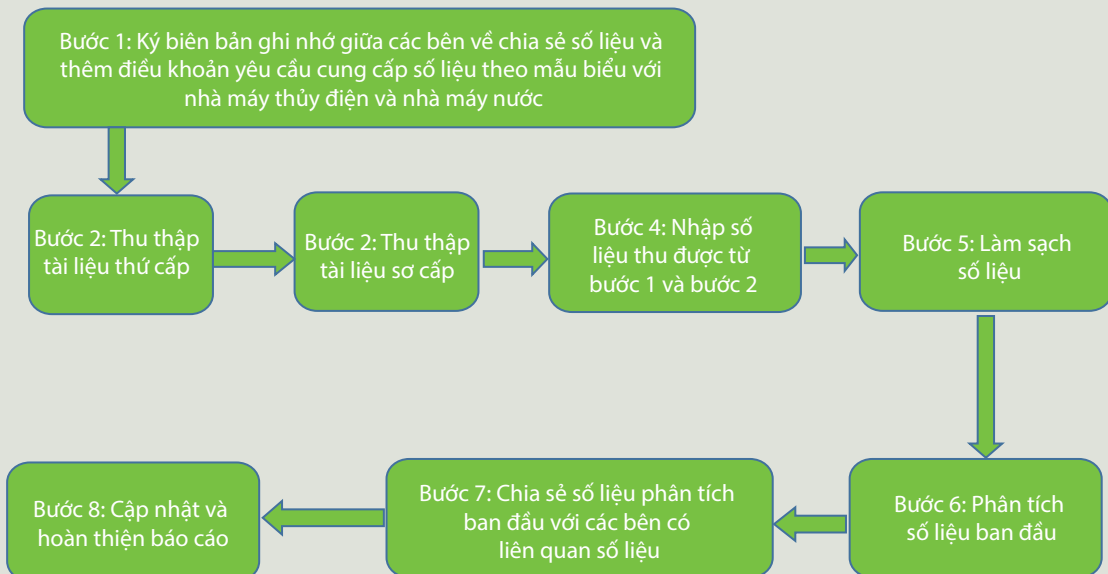 Bước 1: Ký biên bản ghi nhớ giữa các bên về chia sẻ số liệu và
thêm điều khoản yêu cầu cung cấp số liệu theo mẫu biểu với
nhà máy thủy điện và nhà máy nước
Bước 2: Thu thập
tài liệu thứ cấp
Bước 2: Thu thập
tài liệu sơ cấp
Bước 4: Nhập số
liệu thu được từ
bước 1 và bước 2
Bước 5: Làm sạch
số liệu
Bước 6: Phân tích
số liệu ban đầu
Bước 7: Chia sẻ số liệu phân tích
ban đầu với các bên có
liên quan số liệu
Bước 8: Cập nhật và
hoàn thiện báo cáo